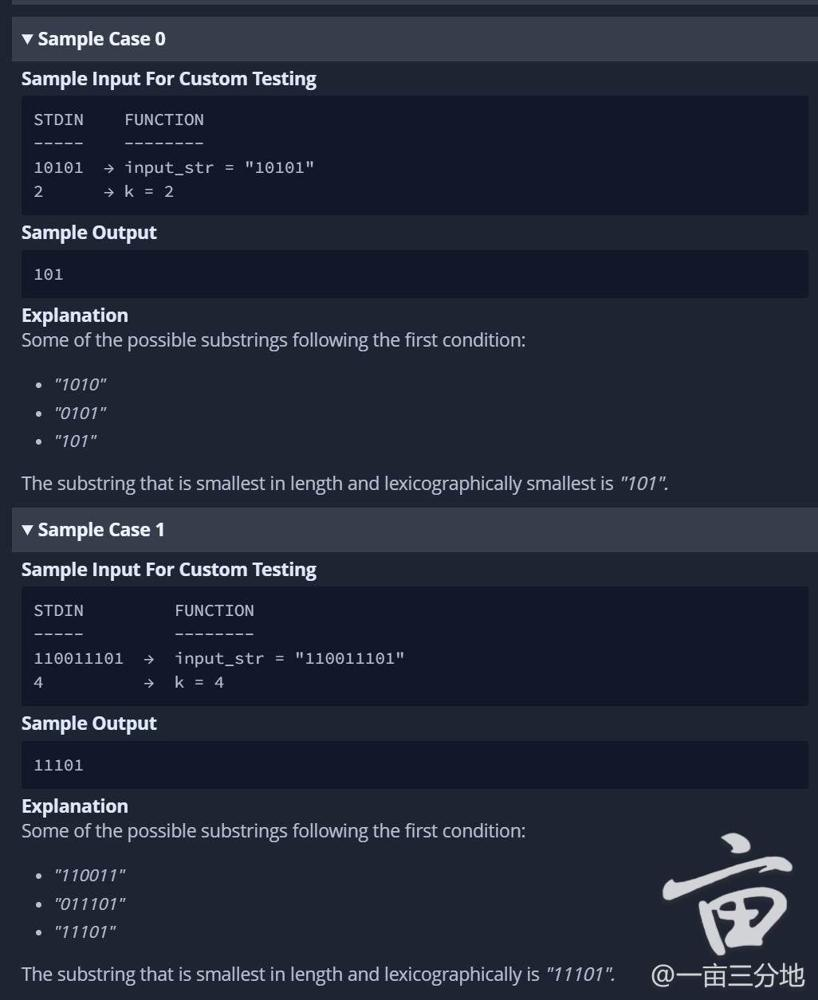 ▼ Sample Case 0
Sample Input For Custom Testing
STDIN    FUNCTION
-----    --------
10101  → input_str = "10101"
2      → k = 2
Sample Output
101
Explanation
Some of the possible substrings following the first condition:
• "1010"
• "0101"
• "101"
The substring that is smallest in length and lexicographically smallest is "101".
▼ Sample Case 1
Sample Input For Custom Testing
STDIN         FUNCTION
-----         --------
110011101  →  input_str = "110011101"
4          →  k = 4
Sample Output
11101
Explanation
Some of the possible substrings following the first condition:
• "110011"
• "011101"
• "11101"
The substring that is smallest in length and lexicographically is "11101".
亩
@一亩三分地